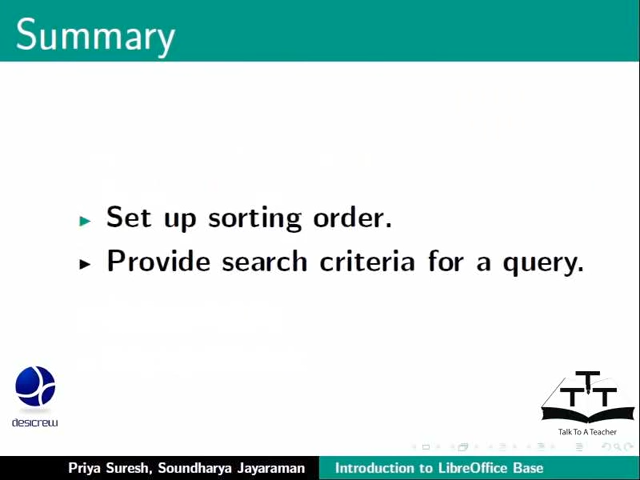 Summary
Set up sorting order.
Provide search criteria for a query.
desicrew
T T T
Talk To A Teacher
Priya Suresh, Soundharya Jayaraman
Introduction to LibreOffice Base